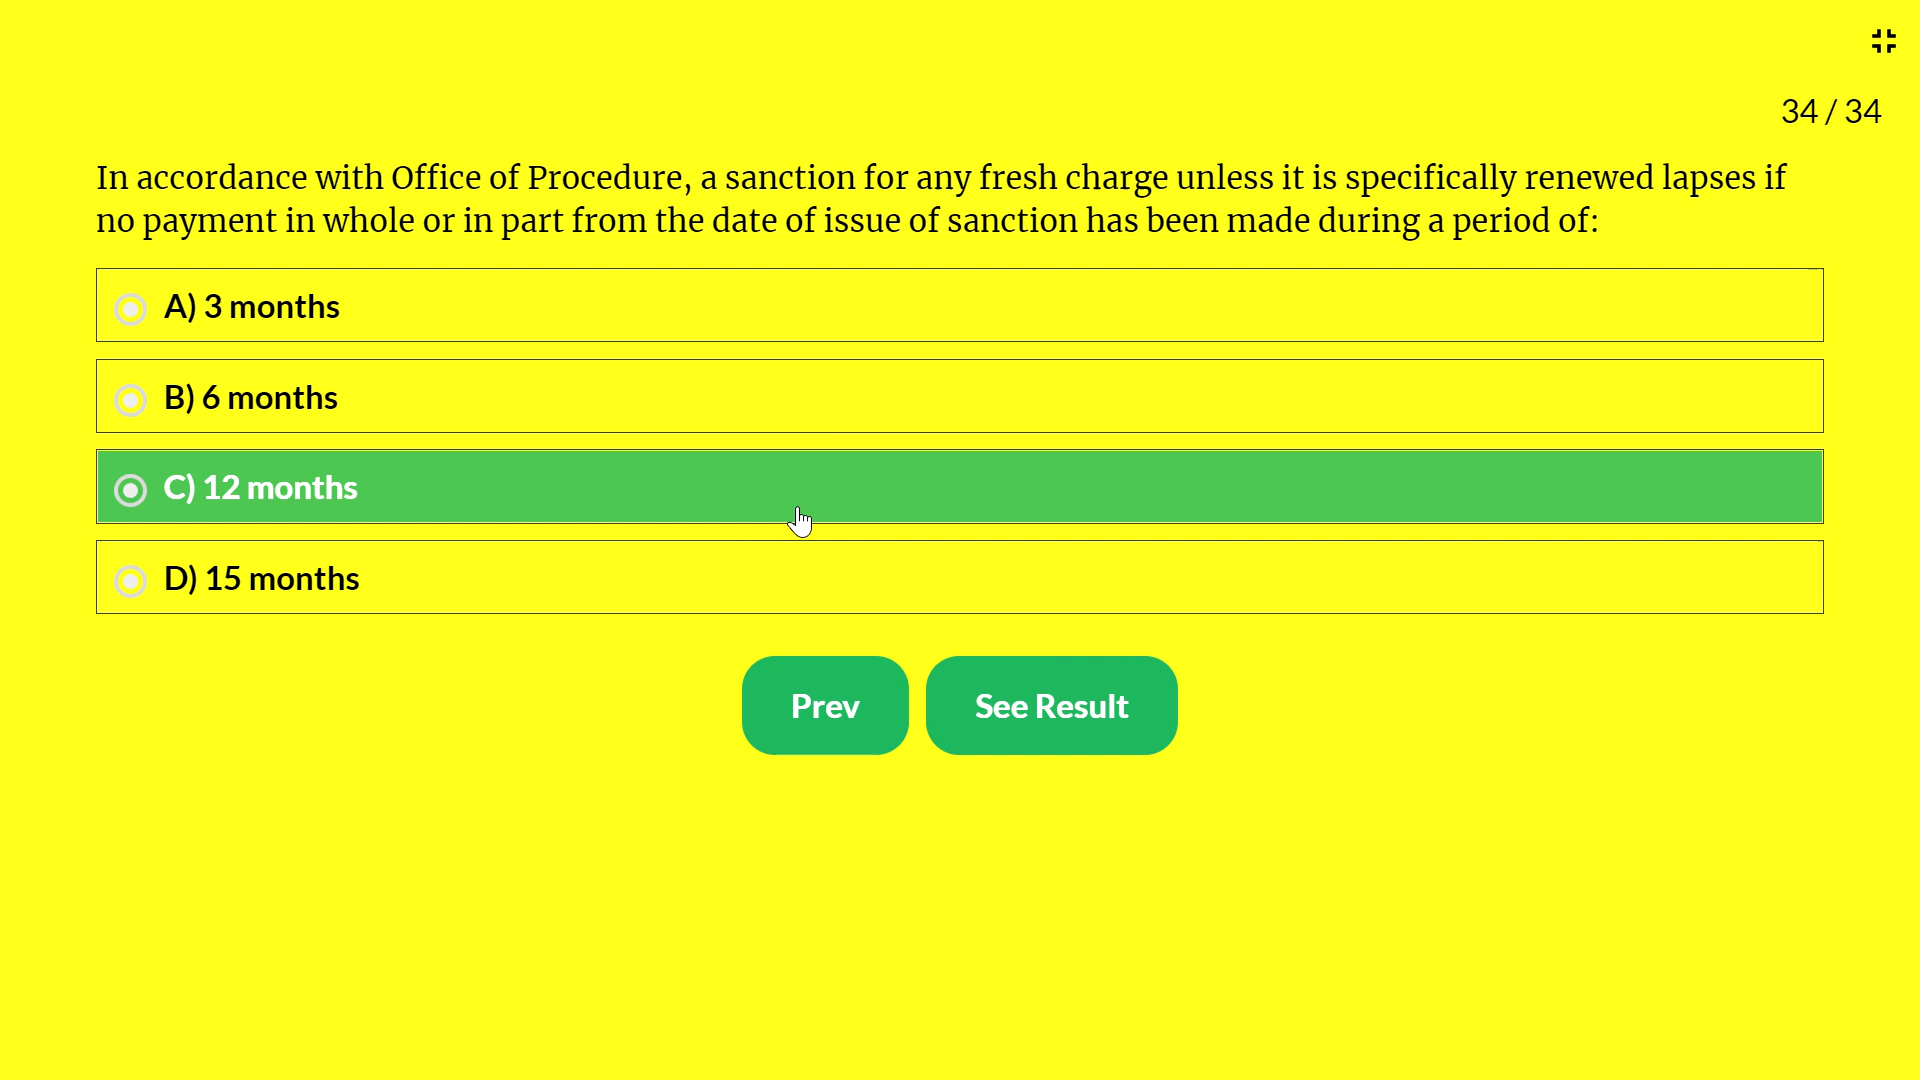 34 / 34
In accordance with Office of Procedure, a sanction for any fresh charge unless it is specifically renewed lapses if
no payment in whole or in part from the date of issue of sanction has been made during a period of:
A) 3 months
B) 6 months
C) 12 months
D) 15 months
Prev See Result